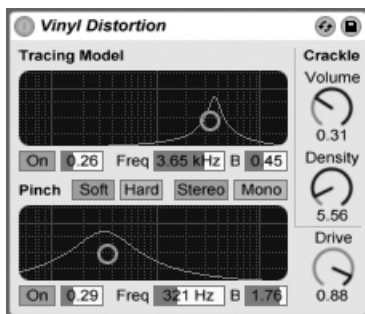 Vinyl Distortion
Tracing Model
On 0.26 Freq 3.65 kHz B 0.45
Pinch Soft Hard Stereo Mono
On 0.29 Freq 321 Hz B 1.76
Crackle
Volume
0.31
Density
5.56
Drive
0.88